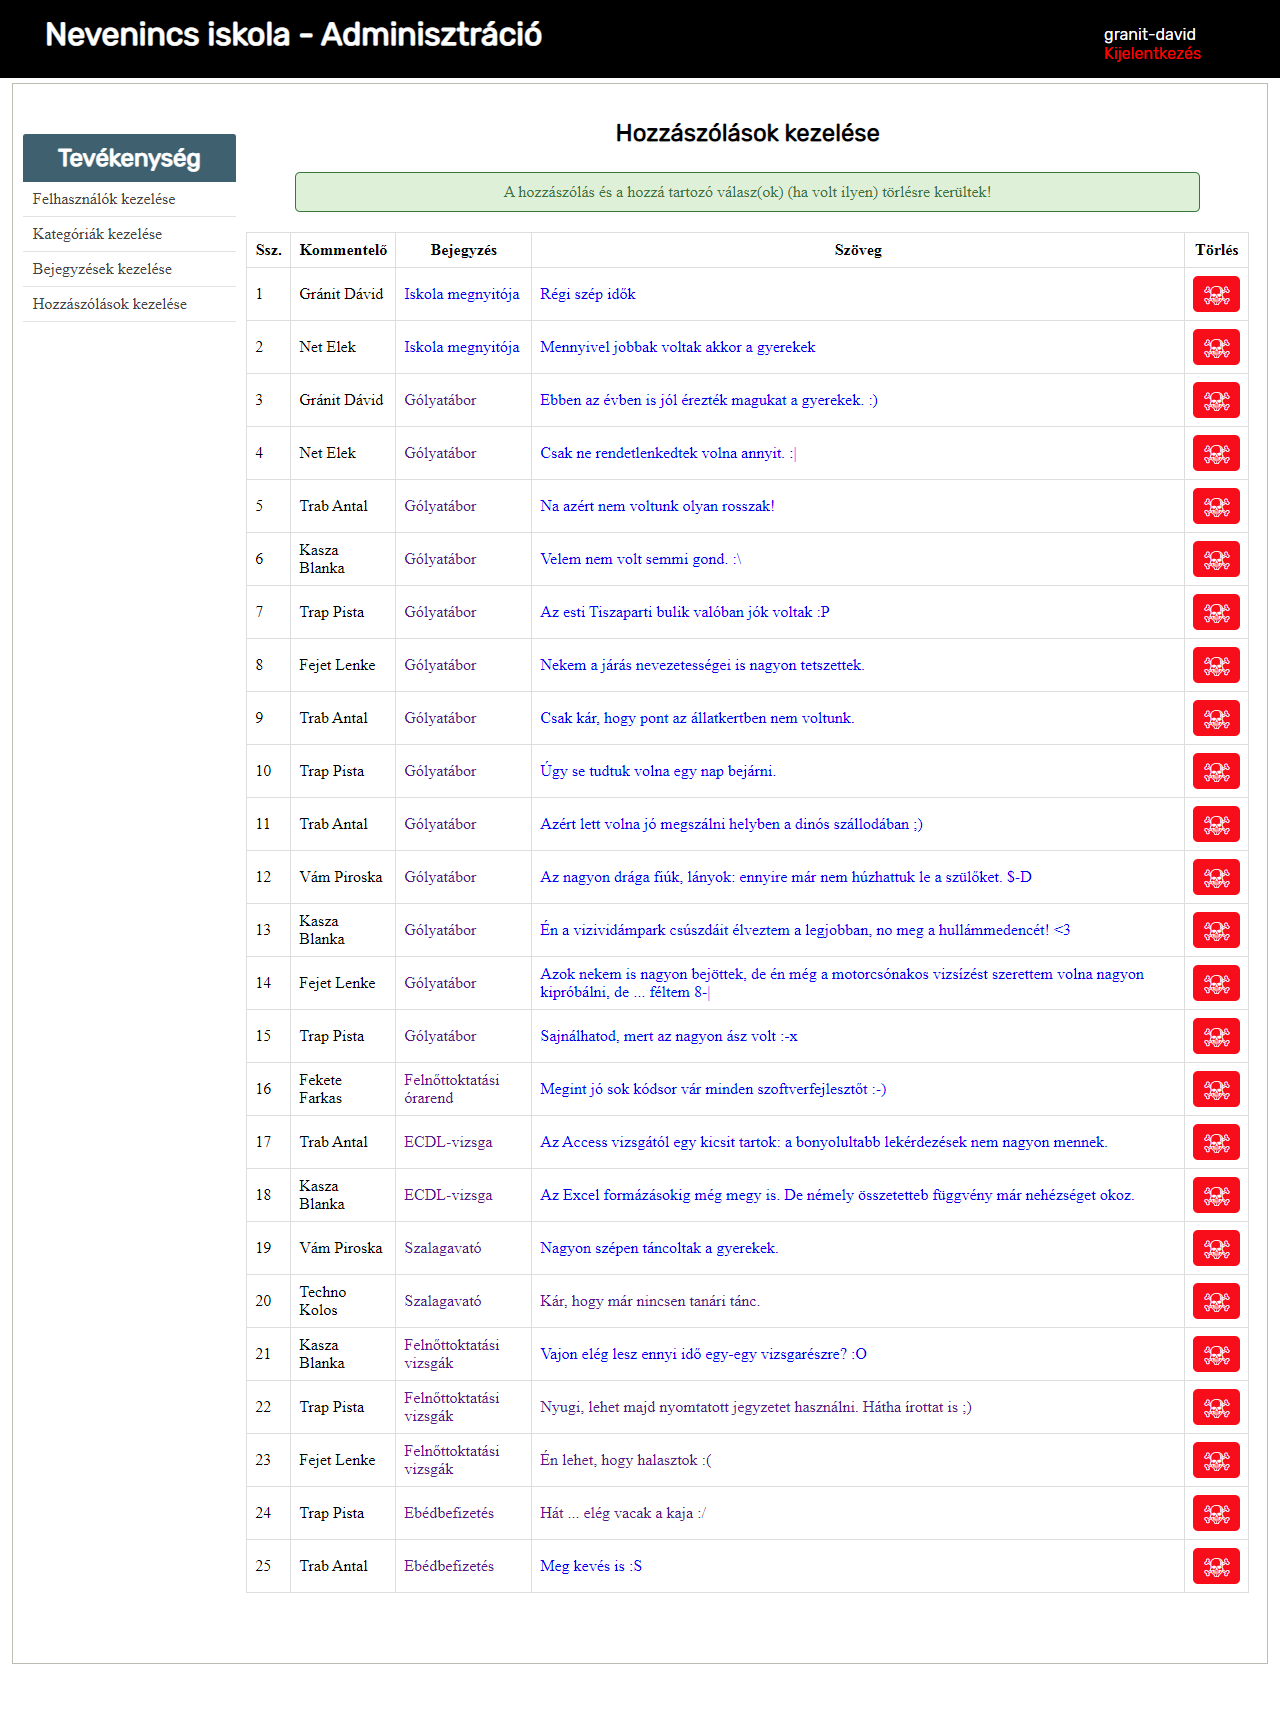 Nevenincs iskola - Adminisztráció
granit-david
Kijelentkezés
Tevékenység
Felhasználók kezelése
Kategóriák kezelése
Bejegyzések kezelése
Hozzászólások kezelése
Hozzászólások kezelése
A hozzászólás és a hozzá tartozó válasz(ok) (ha volt ilyen) törlésre kerültek!
Ssz. Kommentelő Bejegyzés Szöveg Törlés
1 Gránit Dávid Iskola megnyitója Régi szép idők
2 Net Elek Iskola megnyitója Mennyivel jobbak voltak akkor a gyerekek
3 Gránit Dávid Gólyatábor Ebben az évben is jól érezték magukat a gyerekek. :)
4 Net Elek Gólyatábor Csak ne rendetlenkedtek volna annyit. :|
5 Trab Antal Gólyatábor Na azért nem voltunk olyan rosszak!
6 Kasza Blanka Gólyatábor Velem nem volt semmi gond. :\
7 Trap Pista Gólyatábor Az esti Tiszaparti bulik valóban jók voltak :P
8 Fejet Lenke Gólyatábor Nekem a járás nevezetességei is nagyon tetszettek.
9 Trab Antal Gólyatábor Csak kár, hogy pont az állatkertben nem voltunk.
10 Trap Pista Gólyatábor Úgy se tudtuk volna egy nap bejárni.
11 Trab Antal Gólyatábor Azért lett volna jó megszálni helyben a dinós szállodában ;)
12 Vám Piroska Gólyatábor Az nagyon drága fiúk, lányok: ennyire már nem húzhattuk le a szülőket. $-D
13 Kasza Blanka Gólyatábor Én a vizividámpark csúszdáit élveztem a legjobban, no meg a hullámmedencét! <3
14 Fejet Lenke Gólyatábor Azok nekem is nagyon bejöttek, de én még a motorcsónakos vizsízést szerettem volna nagyon
kipróbálni, de ... féltem 8-|
15 Trap Pista Gólyatábor Sajnálhatod, mert az nagyon ász volt :-x
16 Fekete Farkas Felnőttoktatási órarend Megint jó sok kódsor vár minden szoftverfejlesztőt :-)
17 Trab Antal ECDL-vizsga Az Access vizsgától egy kicsit tartok: a bonyolultabb lekérdezések nem nagyon mennek.
18 Kasza Blanka ECDL-vizsga Az Excel formázásokig még megy is. De némely összetetteb függvény már nehézséget okoz.
19 Vám Piroska Szalagavató Nagyon szépen táncoltak a gyerekek.
20 Techno Kolos Szalagavató Kár, hogy már nincsen tanári tánc.
21 Kasza Blanka Felnőttoktatási vizsgák Vajon elég lesz ennyi idő egy-egy vizsgarészre? :O
22 Trap Pista Felnőttoktatási vizsgák Nyugi, lehet majd nyomtatott jegyzetet használni. Hátha írottat is ;)
23 Fejet Lenke Felnőttoktatási vizsgák Én lehet, hogy halasztok :(
24 Trap Pista Ebédbefizetés Hát ... elég vacak a kaja :/
25 Trab Antal Ebédbefizetés Meg kevés is :S